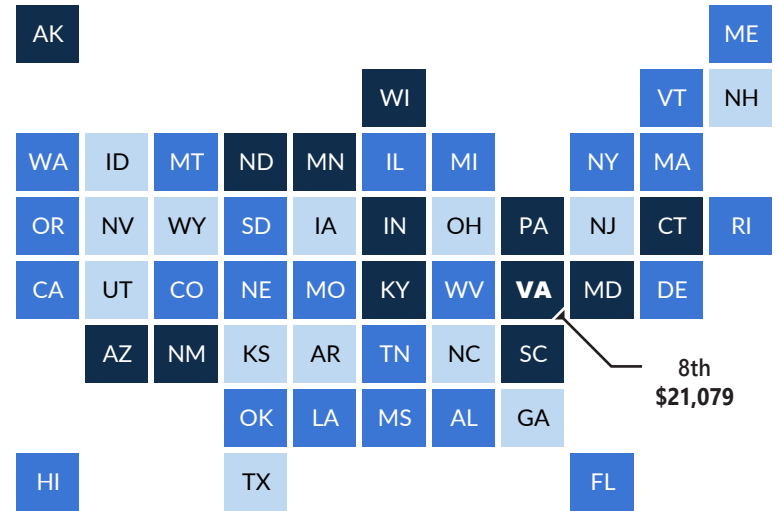 AK ME
WI VT NH
WA ID MT ND MN IL MI NY MA
OR NV WY SD IA IN OH PA NJ CT RI
CA UT CO NE MO KY WV VA MD DE
AZ NM KS AR TN NC SC
8th
$21,079
OK LA MS AL GA
HI TX FL